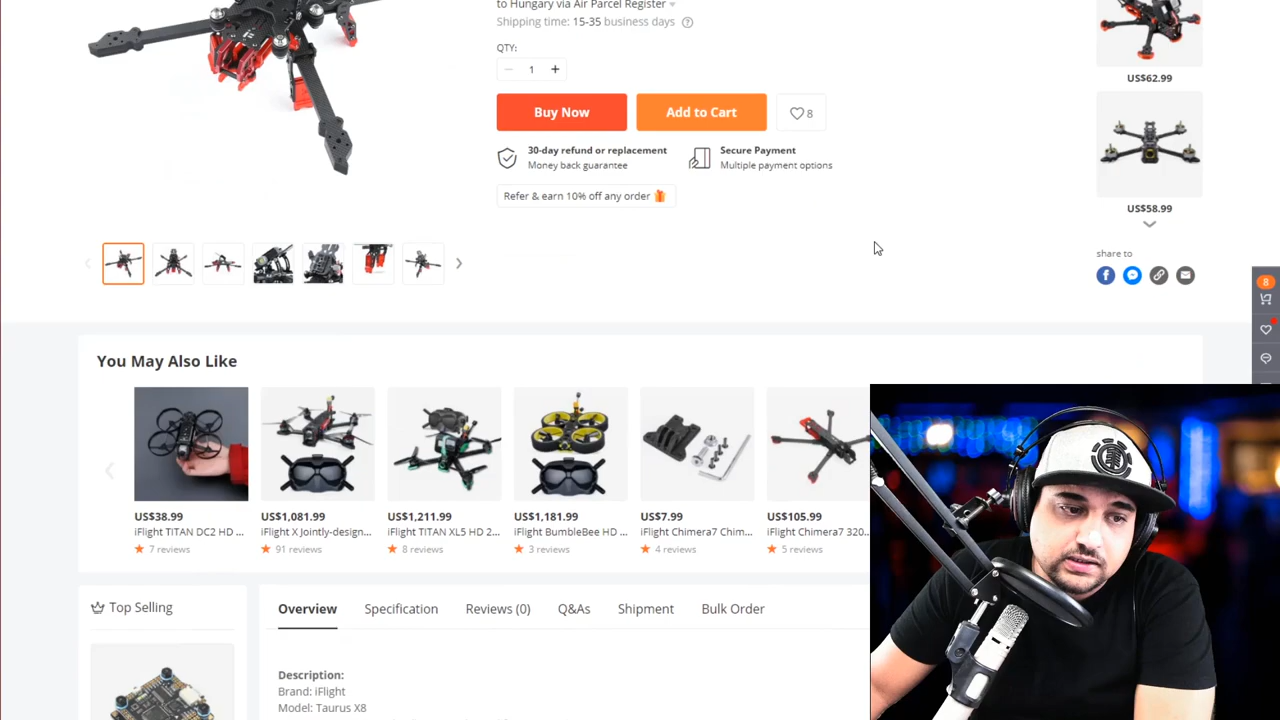 to Hungary via Air Parcel Register
Shipping time: 15-35 business days
QTY:
1
Buy Now
Add to Cart
8
30-day refund or replacement
Money back guarantee
Secure Payment
Multiple payment options
Refer & earn 10% off any order
US$62.99
US$58.99
share to
8
You May Also Like
US$38.99
iFlight TITAN DC2 HD ...
7 reviews
US$1,081.99
iFlight X Jointly-design...
91 reviews
US$1,211.99
iFlight TITAN XL5 HD 2...
8 reviews
US$1,181.99
iFlight BumbleBee HD ...
3 reviews
US$7.99
iFlight Chimera7 Chim...
4 reviews
US$105.99
iFlight Chimera7 320...
5 reviews
Top Selling
Overview
Specification
Reviews (0)
Q&As
Shipment
Bulk Order
Description:
Brand: iFlight
Model: Taurus X8